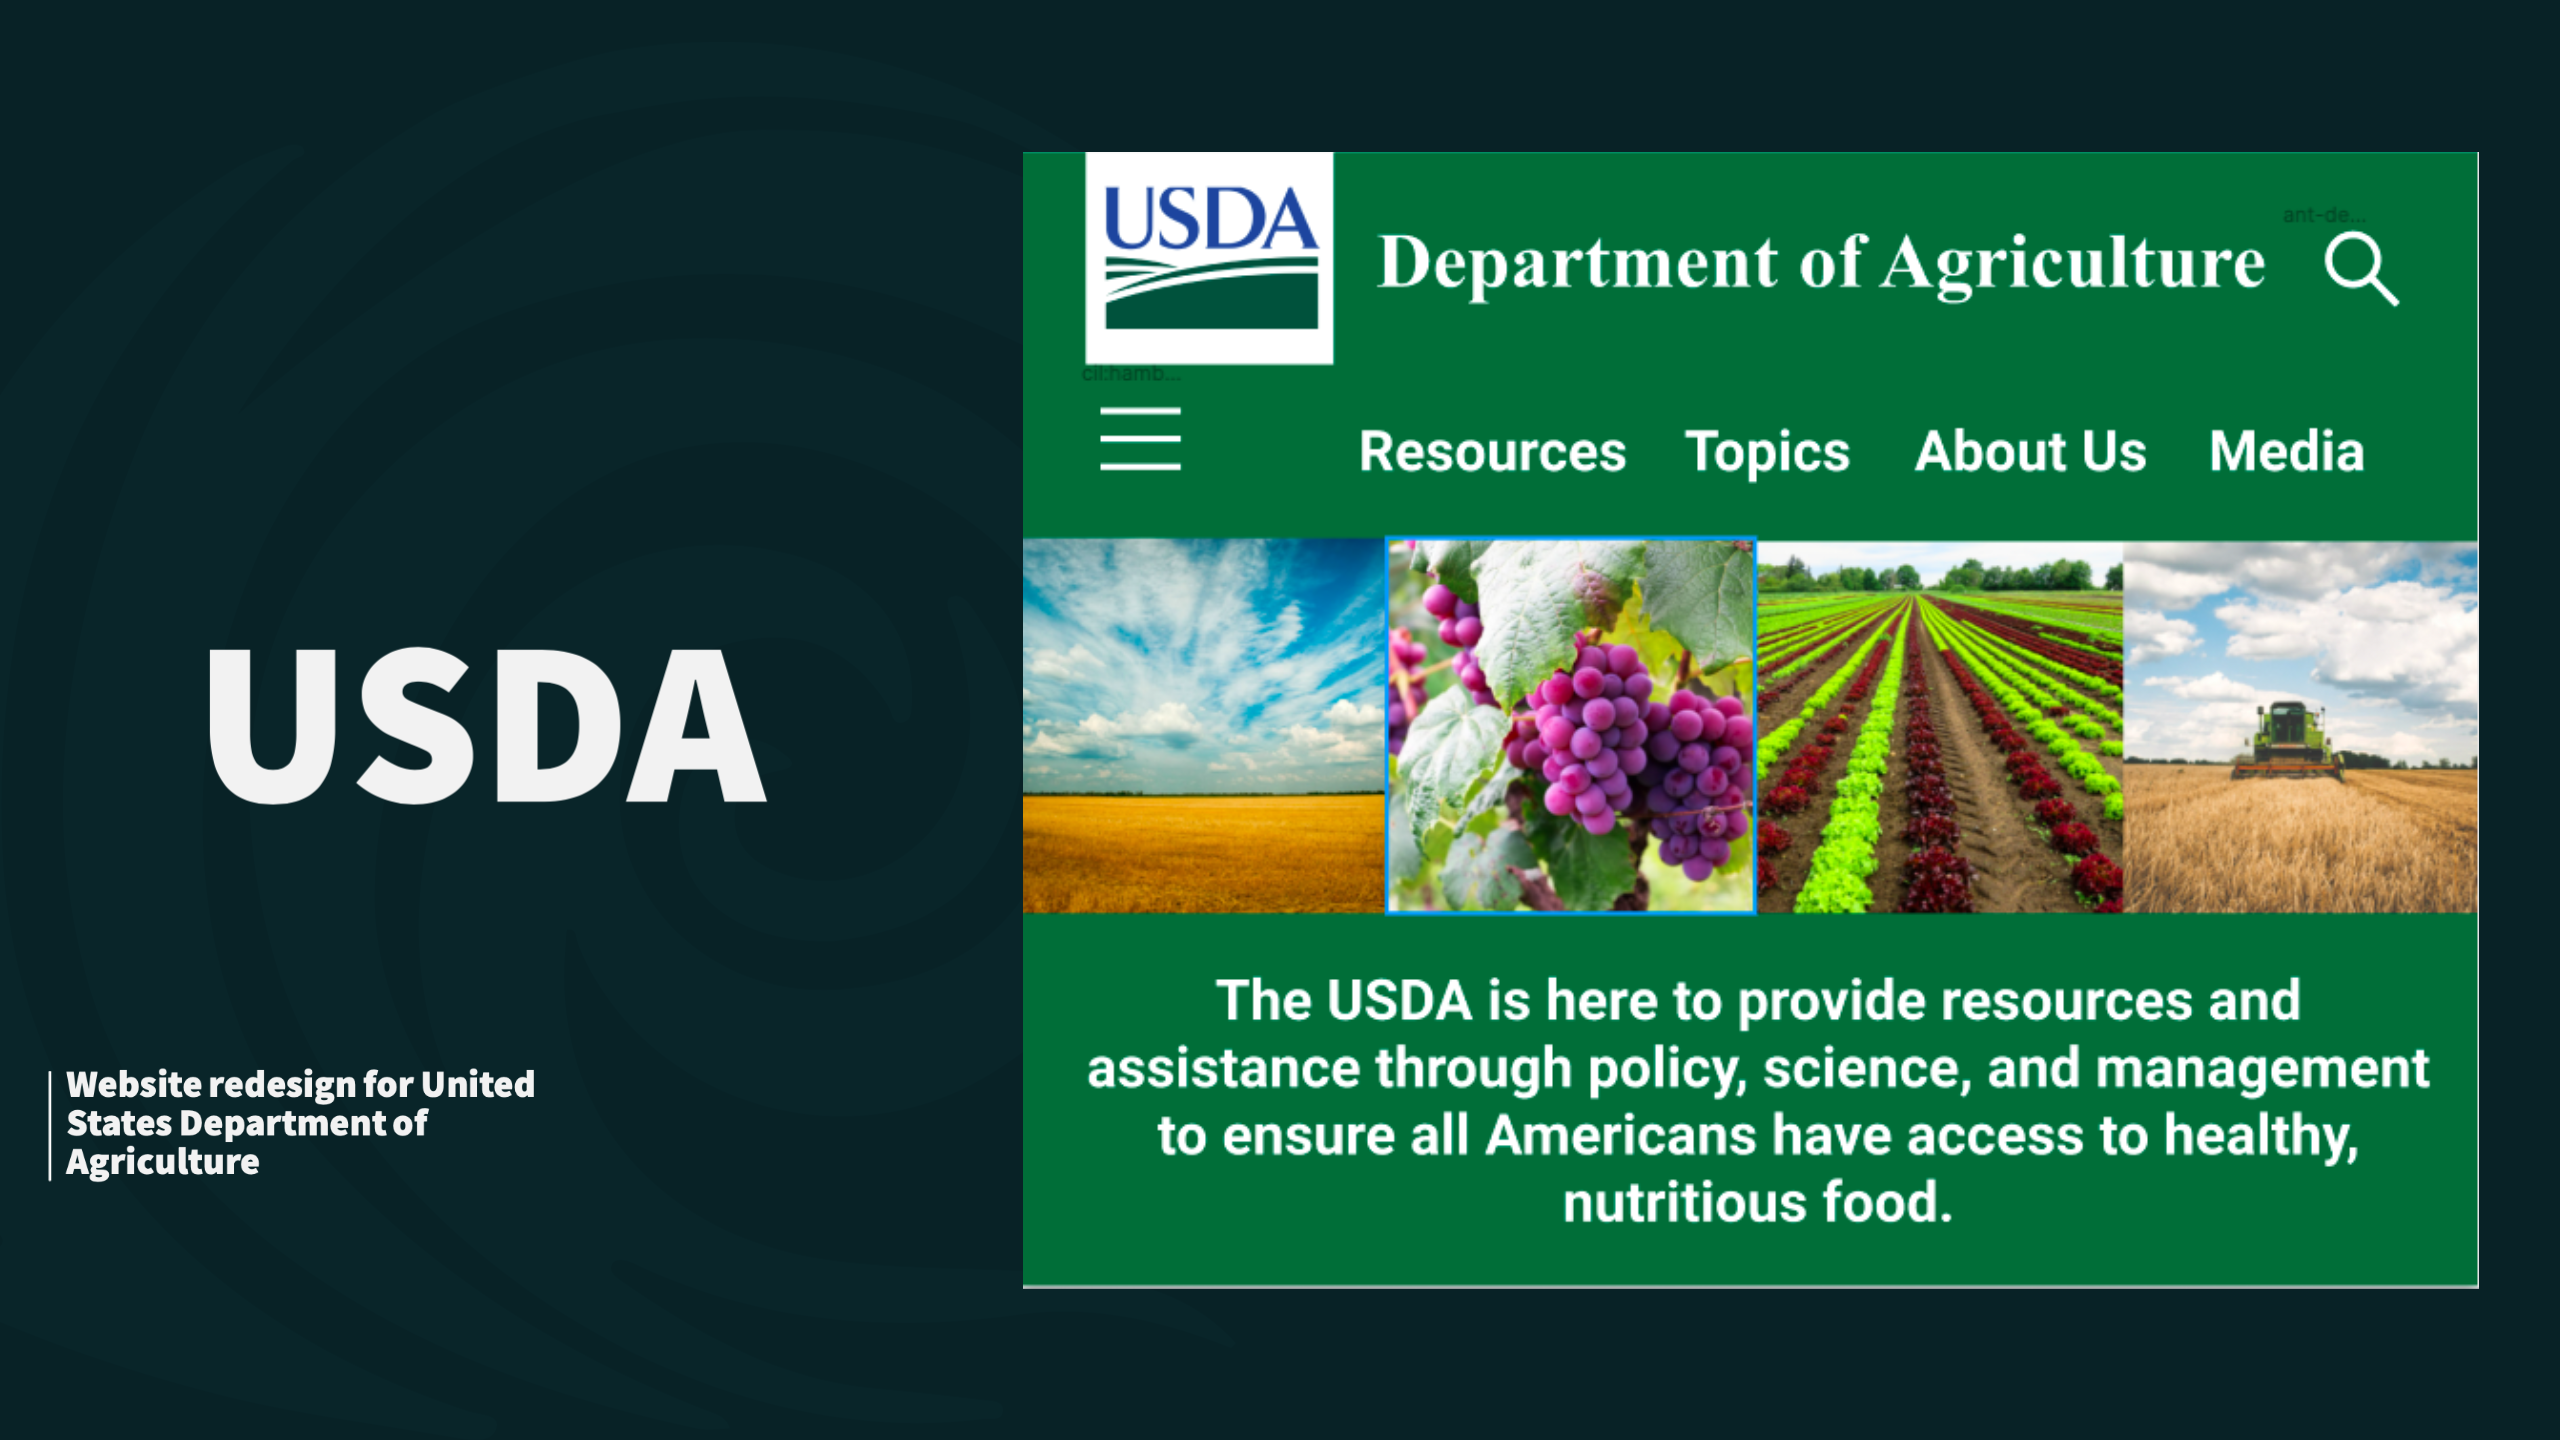 USDA
Website redesign for United
States Department of
Agriculture
USDA
Department of Agriculture
ant-de...
cil:hamb...
Resources Topics About Us Media
The USDA is here to provide resources and
assistance through policy, science, and management
to ensure all Americans have access to healthy,
nutritious food.